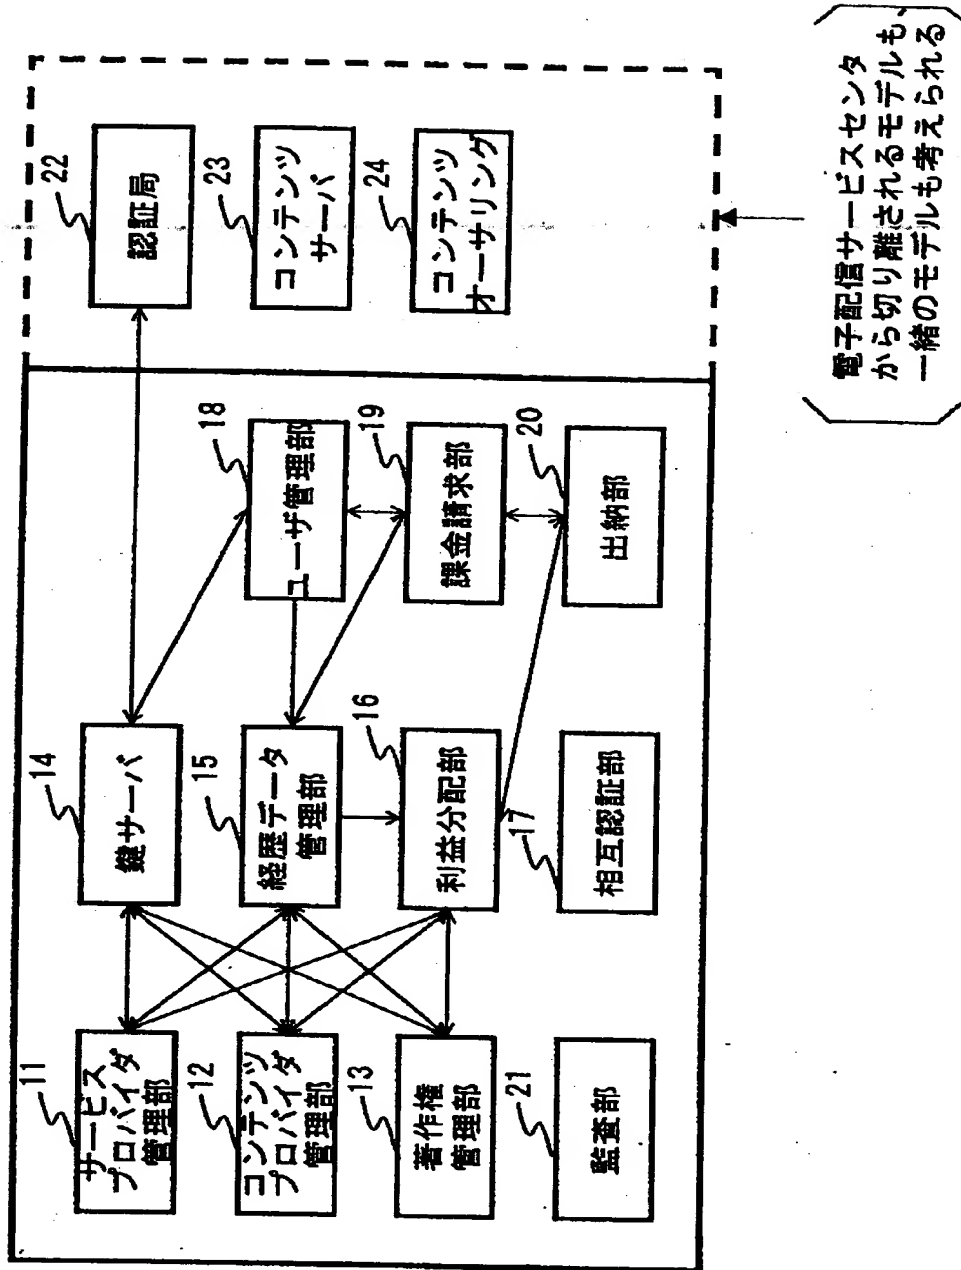 11
サービス
プロバイダ
管理部
12
コンテンツ
プロバイダ
管理部
13
著作権
管理部
21
監査部
14
鍵サーバ
15
経歴データ
管理部
16
利益分配部
17
相互認証部
18
ユーザ管理部
19
課金請求部
20
出納部
22
認証局
23
コンテンツ
サーバ
24
コンテンツ
オーサリング
電子配信サービスセンタ
から切り離されるモデルも、
一緒のモデルも考えられる